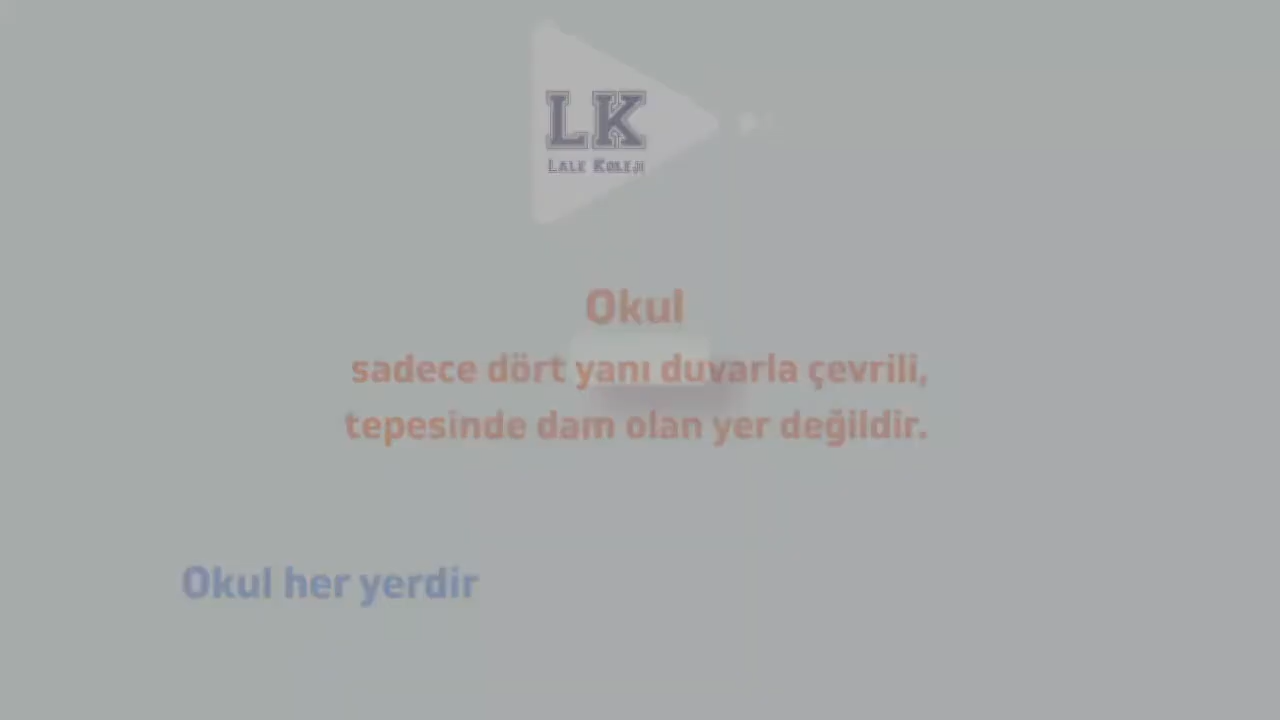 LK
LALE KOLEJİ
Okul
sadece dört yanı duvarla çevrili,
tepesinde dam olan yer değildir.
Okul her yerdir